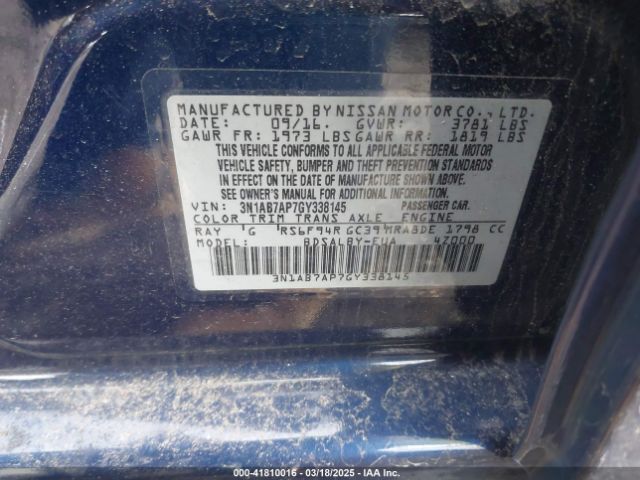 MANUFACTURED BY NISSAN MOTOR CO., LTD.
DATE: 09/16. GVWR: 3781 LBS
GAWR FR: 1973 LBS GAWR RR: 1819 LBS
THIS VEHICLE CONFORMS TO ALL APPLICABLE FEDERAL MOTOR
VEHICLE SAFETY, BUMPER AND THEFT PREVENTION STANDARDS
IN EFFECT ON THE DATE OF MANUFACTURE SHOWN ABOVE.
SEE OWNER'S MANUAL FOR ADDITIONAL INFORMATION
VIN: 3N1AB7AP7GY338145 PASSENGER CAR.
COLOR TRIM TRANS AXLE ENGINE
RAY 'G 'RS6F94R GC39 MRA8DE 1798 CC
BDSALBY-EUA 4Z000
3N1AB7AP7GY338145
000-41810016 | 03/18/2025 | IAA Inc.